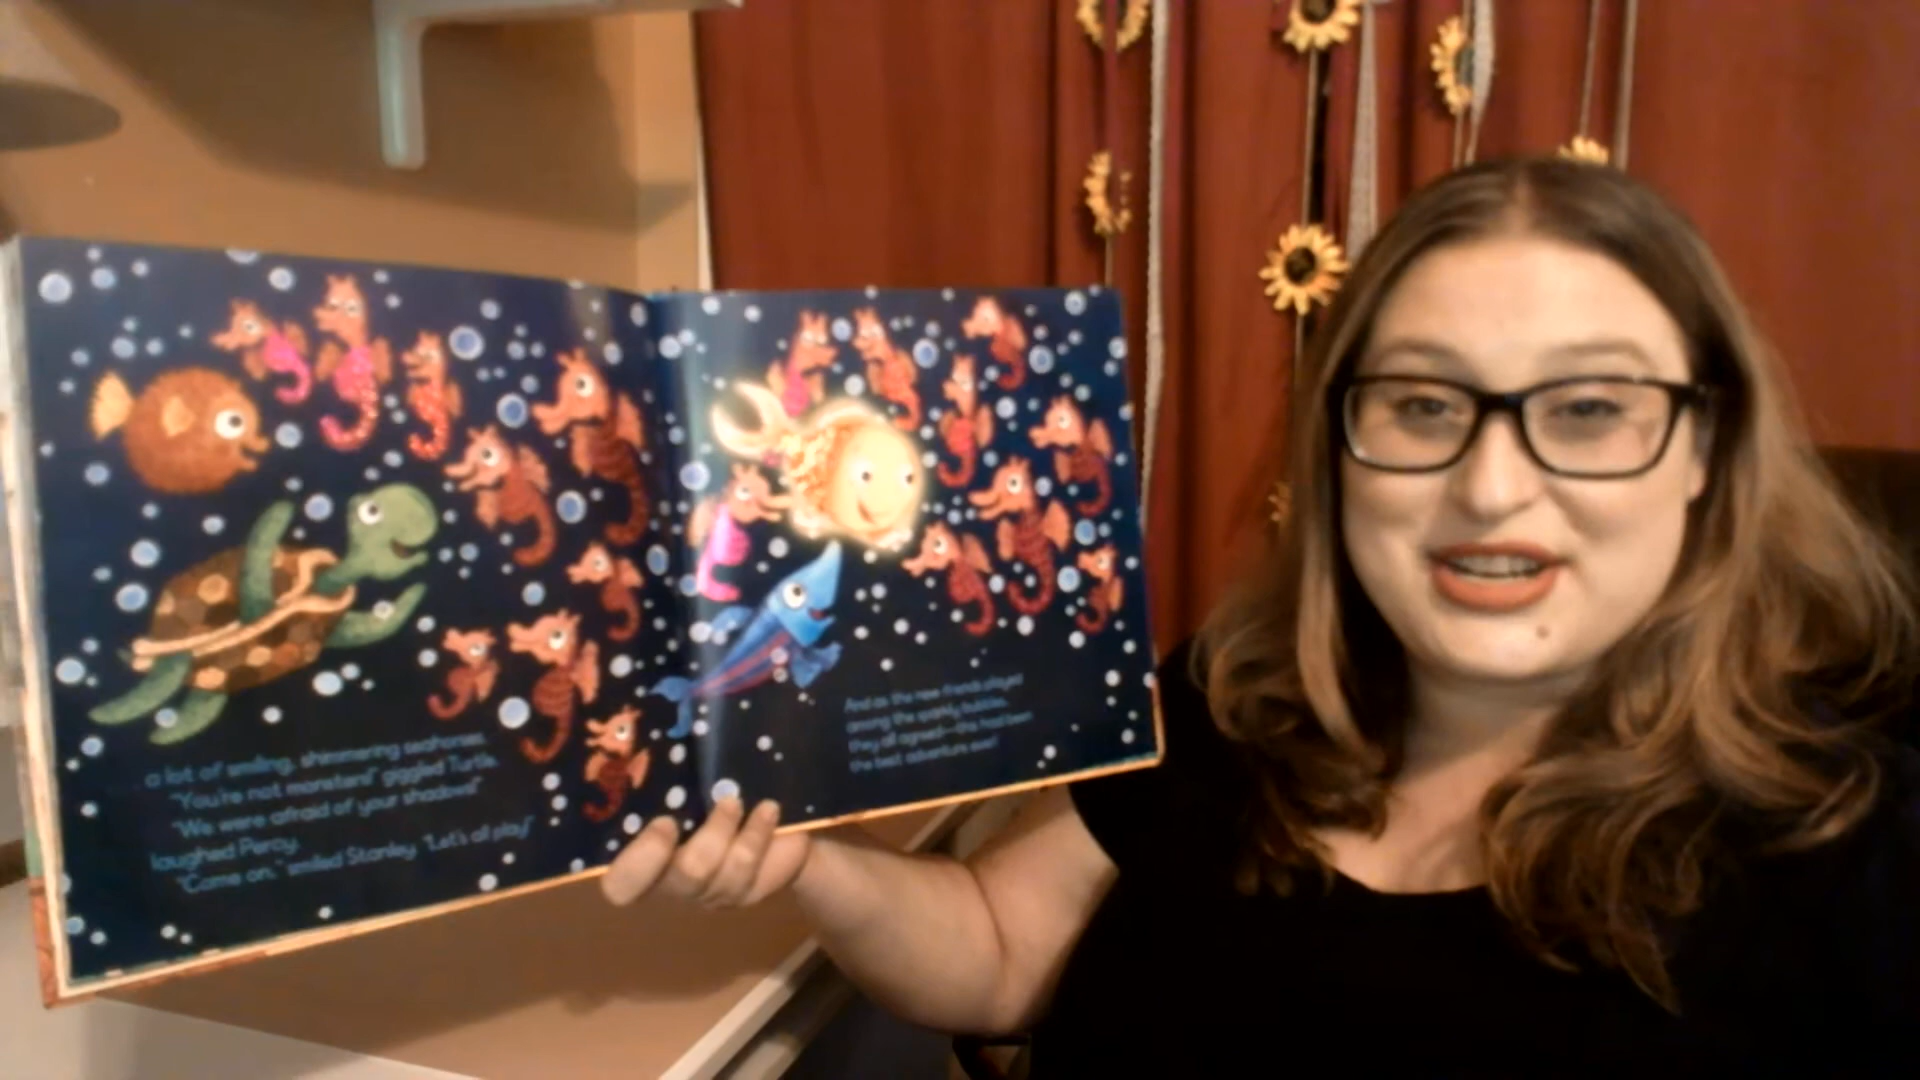 a lot of smiling, shimmering seahorses.
"You're not monsters!" giggled Turtle.
"We were afraid of your shadows!"
laughed Percy.
"Come on," smiled Stanley. "Let's all play!"
And as the new friends played
among the sparkly bubbles,
they all agreed—this had been
the best adventure ever!